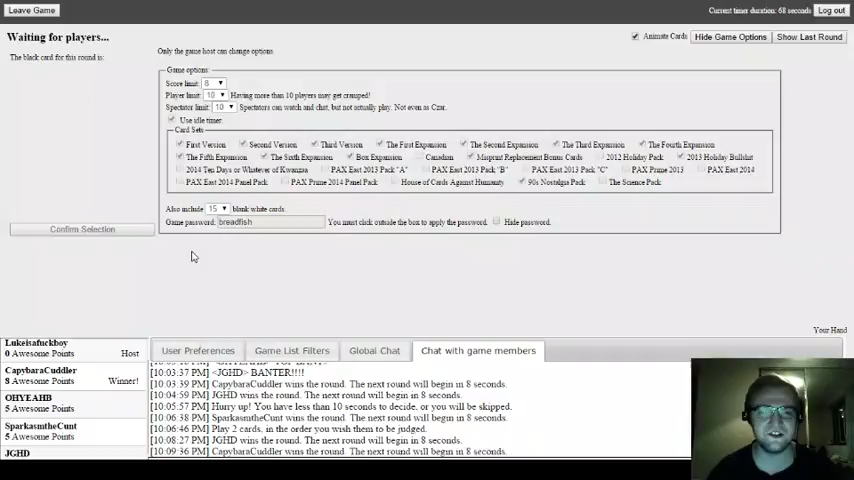 Leave Game
Current timer duration: 68 seconds
Log out
Waiting for players...
Animate Cards
Hide Game Options
Show Last Round
The black card for this round is:
Only the game host can change options.
Game options:
Score limit: 8
Player limit: 10 Having more than 10 players may get cramped!
Spectator limit: 10 Spectators can watch and chat, but not actually play. Not even as Czar.
Use idle timer.
Card Sets
First Version Second Version Third Version The First Expansion The Second Expansion The Third Expansion The Fourth Expansion
The Fifth Expansion The Sixth Expansion Box Expansion Canadian Misprint Replacement Bonus Cards 2012 Holiday Pack 2013 Holiday Bullshit
2014 Ten Days or Whatever of Kwanzaa PAX East 2013 Pack "A" PAX East 2013 Pack "B" PAX East 2013 Pack "C" PAX Prime 2013 PAX East 2014
PAX East 2014 Panel Pack PAX Prime 2014 Panel Pack House of Cards Against Humanity 90s Nostalgia Pack The Science Pack
Also include 15 blank white cards.
Game password: breadfish You must click outside the box to apply the password. Hide password.
Confirm Selection
Your Hand
Lukeisafuckboy
0 Awesome Points Host
CapybaraCuddler
8 Awesome Points Winner!
OHYEAHB
5 Awesome Points
SparkasmtheCunt
5 Awesome Points
JGHD
User Preferences
Game List Filters
Global Chat
Chat with game members
[10:03:37 PM] <JGHD> BANTER!!!!
[10:03:39 PM] CapybaraCuddler wins the round. The next round will begin in 8 seconds.
[10:04:59 PM] JGHD wins the round. The next round will begin in 8 seconds.
[10:05:57 PM] Hurry up! You have less than 10 seconds to decide, or you will be skipped.
[10:06:38 PM] SparkasmtheCunt wins the round. The next round will begin in 8 seconds.
[10:06:46 PM] Play 2 cards, in the order you wish them to be judged.
[10:08:27 PM] JGHD wins the round. The next round will begin in 8 seconds.
[10:09:36 PM] CapybaraCuddler wins the round. The next round will begin in 8 seconds.